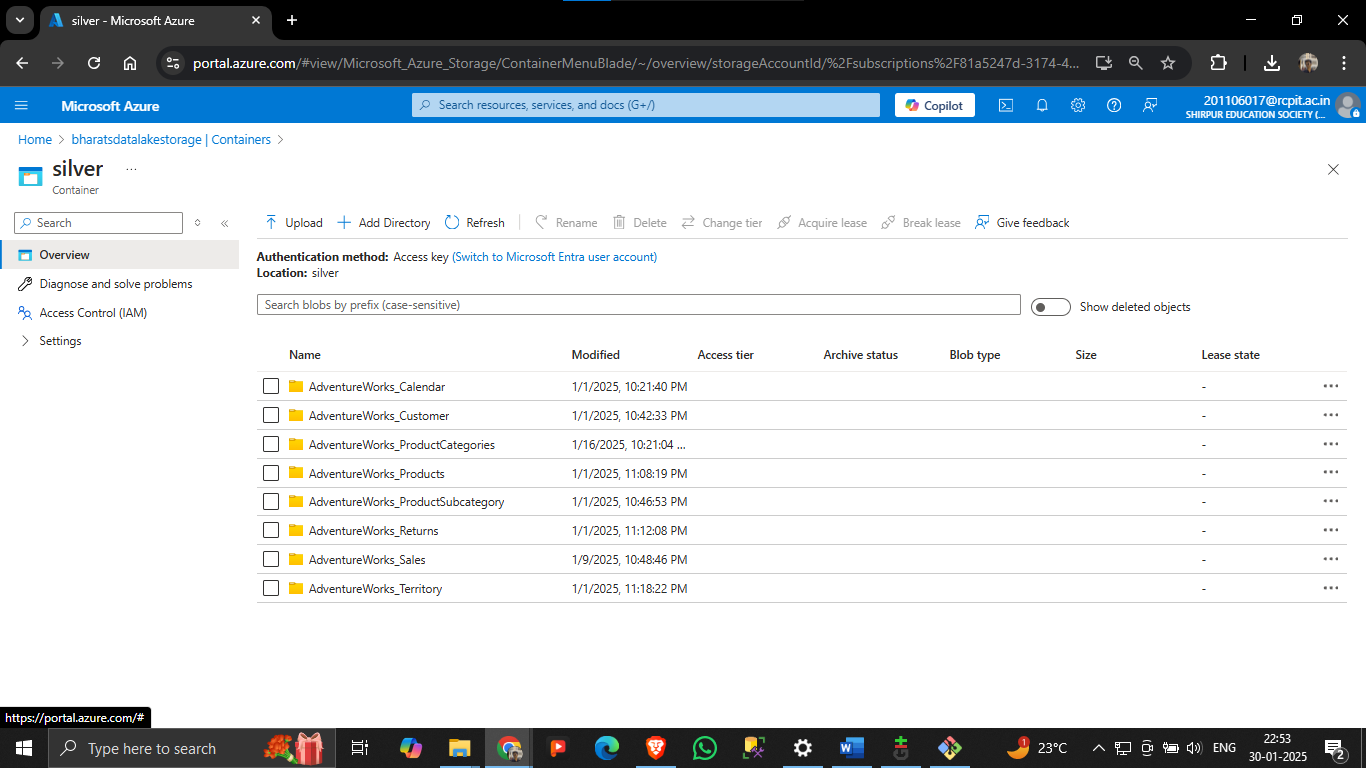 silver - Microsoft Azure
portal.azure.com/#view/Microsoft_Azure_Storage/ContainerMenuBlade/~/overview/storageAccountId/%2Fsubscriptions%2F81a5247d-3174-4...
Microsoft Azure
Search resources, services, and docs (G+/)
Copilot
201106017@rcpit.ac.in
SHIRPUR EDUCATION SOCIETY (...
Home > bharatsdatalakestorage | Containers >
silver ...
Container
Search
Upload Add Directory Refresh Rename Delete Change tier Acquire lease Break lease Give feedback
Overview
Diagnose and solve problems
Access Control (IAM)
Settings
Authentication method: Access key (Switch to Microsoft Entra user account)
Location: silver
Search blobs by prefix (case-sensitive)
Show deleted objects
Name Modified Access tier Archive status Blob type Size Lease state
AdventureWorks_Calendar 1/1/2025, 10:21:40 PM -
AdventureWorks_Customer 1/1/2025, 10:42:33 PM -
AdventureWorks_ProductCategories 1/16/2025, 10:21:04 ... -
AdventureWorks_Products 1/1/2025, 11:08:19 PM -
AdventureWorks_ProductSubcategory 1/1/2025, 10:46:53 PM -
AdventureWorks_Returns 1/1/2025, 11:12:08 PM -
AdventureWorks_Sales 1/9/2025, 10:48:46 PM -
AdventureWorks_Territory 1/1/2025, 11:18:22 PM -
https://portal.azure.com/#
Type here to search
1
23°C
ENG
22:53
30-01-2025
2